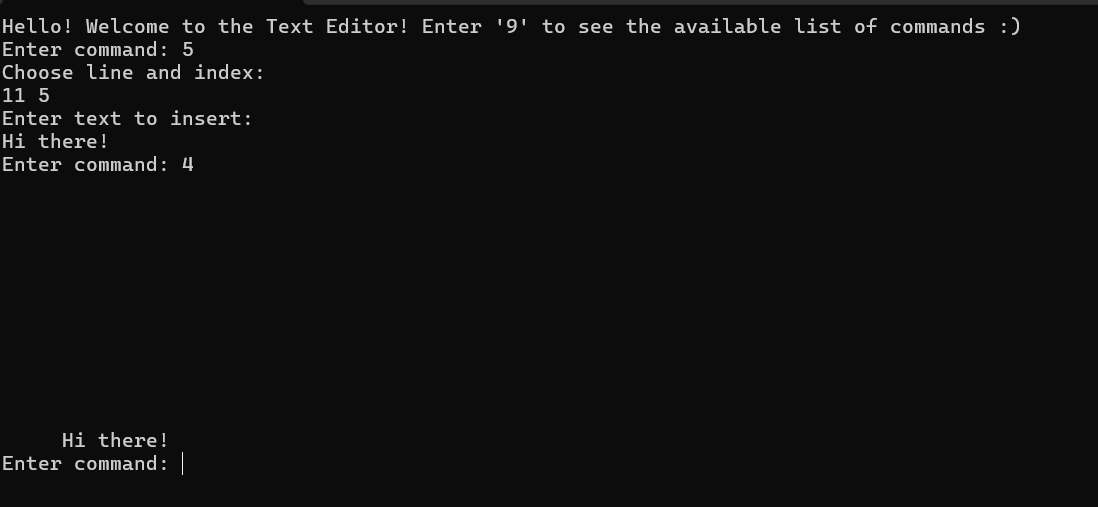 Hello! Welcome to the Text Editor! Enter '9' to see the available list of commands :)
Enter command: 5
Choose line and index:
11 5
Enter text to insert:
Hi there!
Enter command: 4
Hi there!
Enter command: